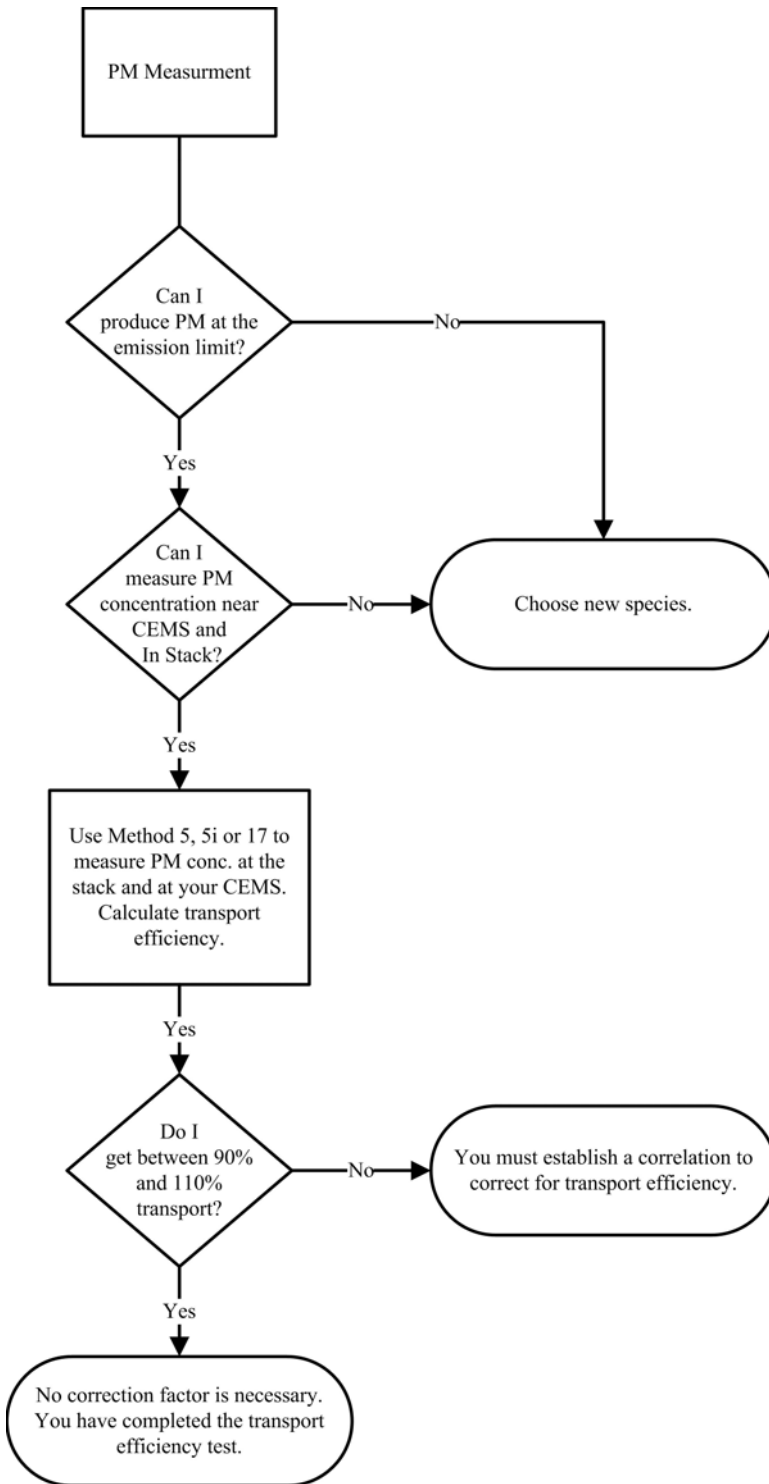 PM Measurment
Can I
produce PM at the
emission limit?
No
Yes
Can I
measure PM
concentration near
CEMS and
In Stack?
No
Choose new species.
Yes
Use Method 5, 5i or 17 to
measure PM conc. at the
stack and at your CEMS.
Calculate transport
efficiency.
Yes
Do I
get between 90%
and 110%
transport?
No
You must establish a correlation to
correct for transport efficiency.
Yes
No correction factor is necessary.
You have completed the transport
efficiency test.